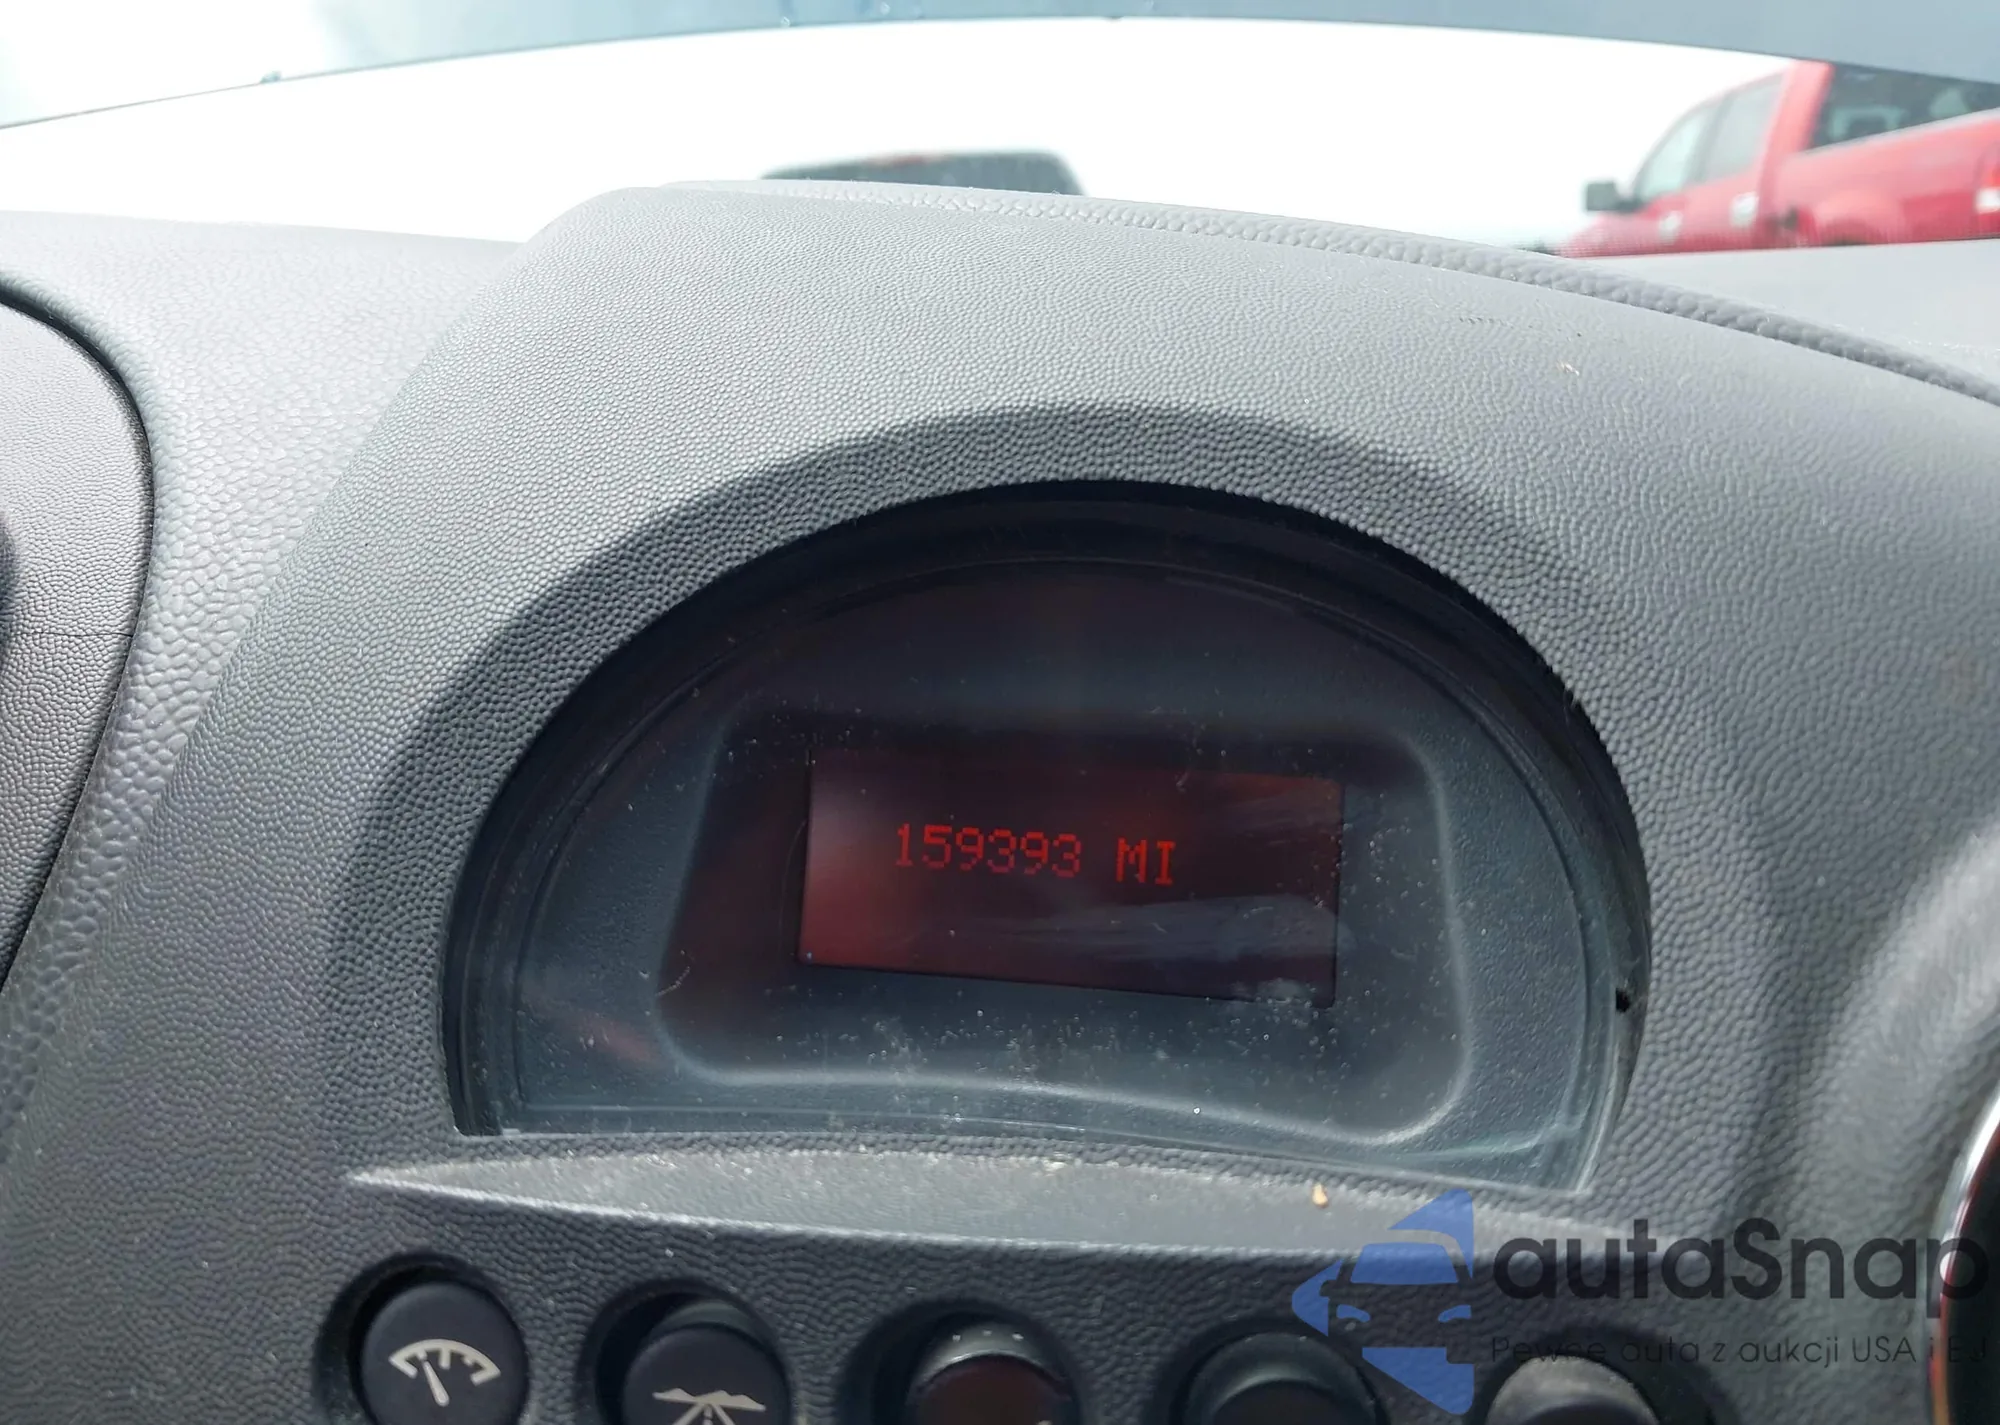 159393 MI
autaSnap
Pewne auta z aukcji USA i EU